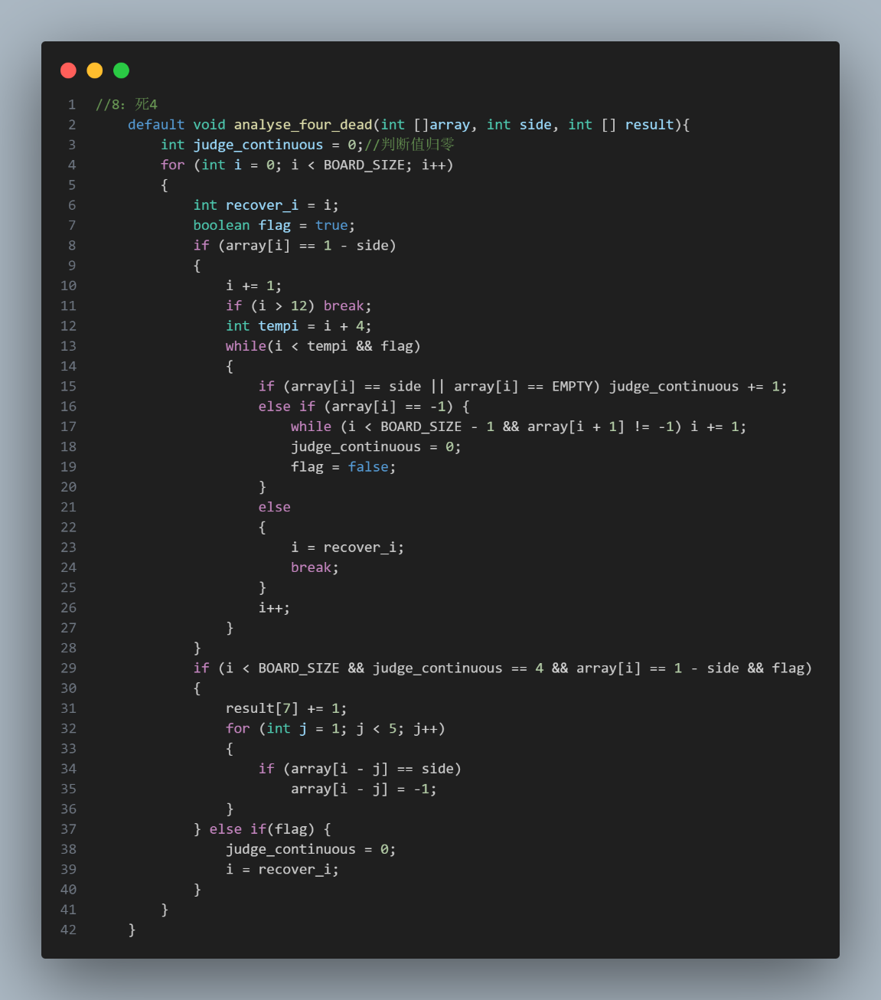 1 //8：死4
2 default void analyse_four_dead(int []array, int side, int [] result){
3 int judge_continuous = 0;//判断值归零
4 for (int i = 0; i < BOARD_SIZE; i++)
5 {
6 int recover_i = i;
7 boolean flag = true;
8 if (array[i] == 1 - side)
9 {
10 i += 1;
11 if (i > 12) break;
12 int tempi = i + 4;
13 while(i < tempi && flag)
14 {
15 if (array[i] == side || array[i] == EMPTY) judge_continuous += 1;
16 else if (array[i] == -1) {
17 while (i < BOARD_SIZE - 1 && array[i + 1] != -1) i += 1;
18 judge_continuous = 0;
19 flag = false;
20 }
21 else
22 {
23 i = recover_i;
24 break;
25 }
26 i++;
27 }
28 }
29 if (i < BOARD_SIZE && judge_continuous == 4 && array[i] == 1 - side && flag)
30 {
31 result[7] += 1;
32 for (int j = 1; j < 5; j++)
33 {
34 if (array[i - j] == side)
35 array[i - j] = -1;
36 }
37 } else if(flag) {
38 judge_continuous = 0;
39 i = recover_i;
40 }
41 }
42 }